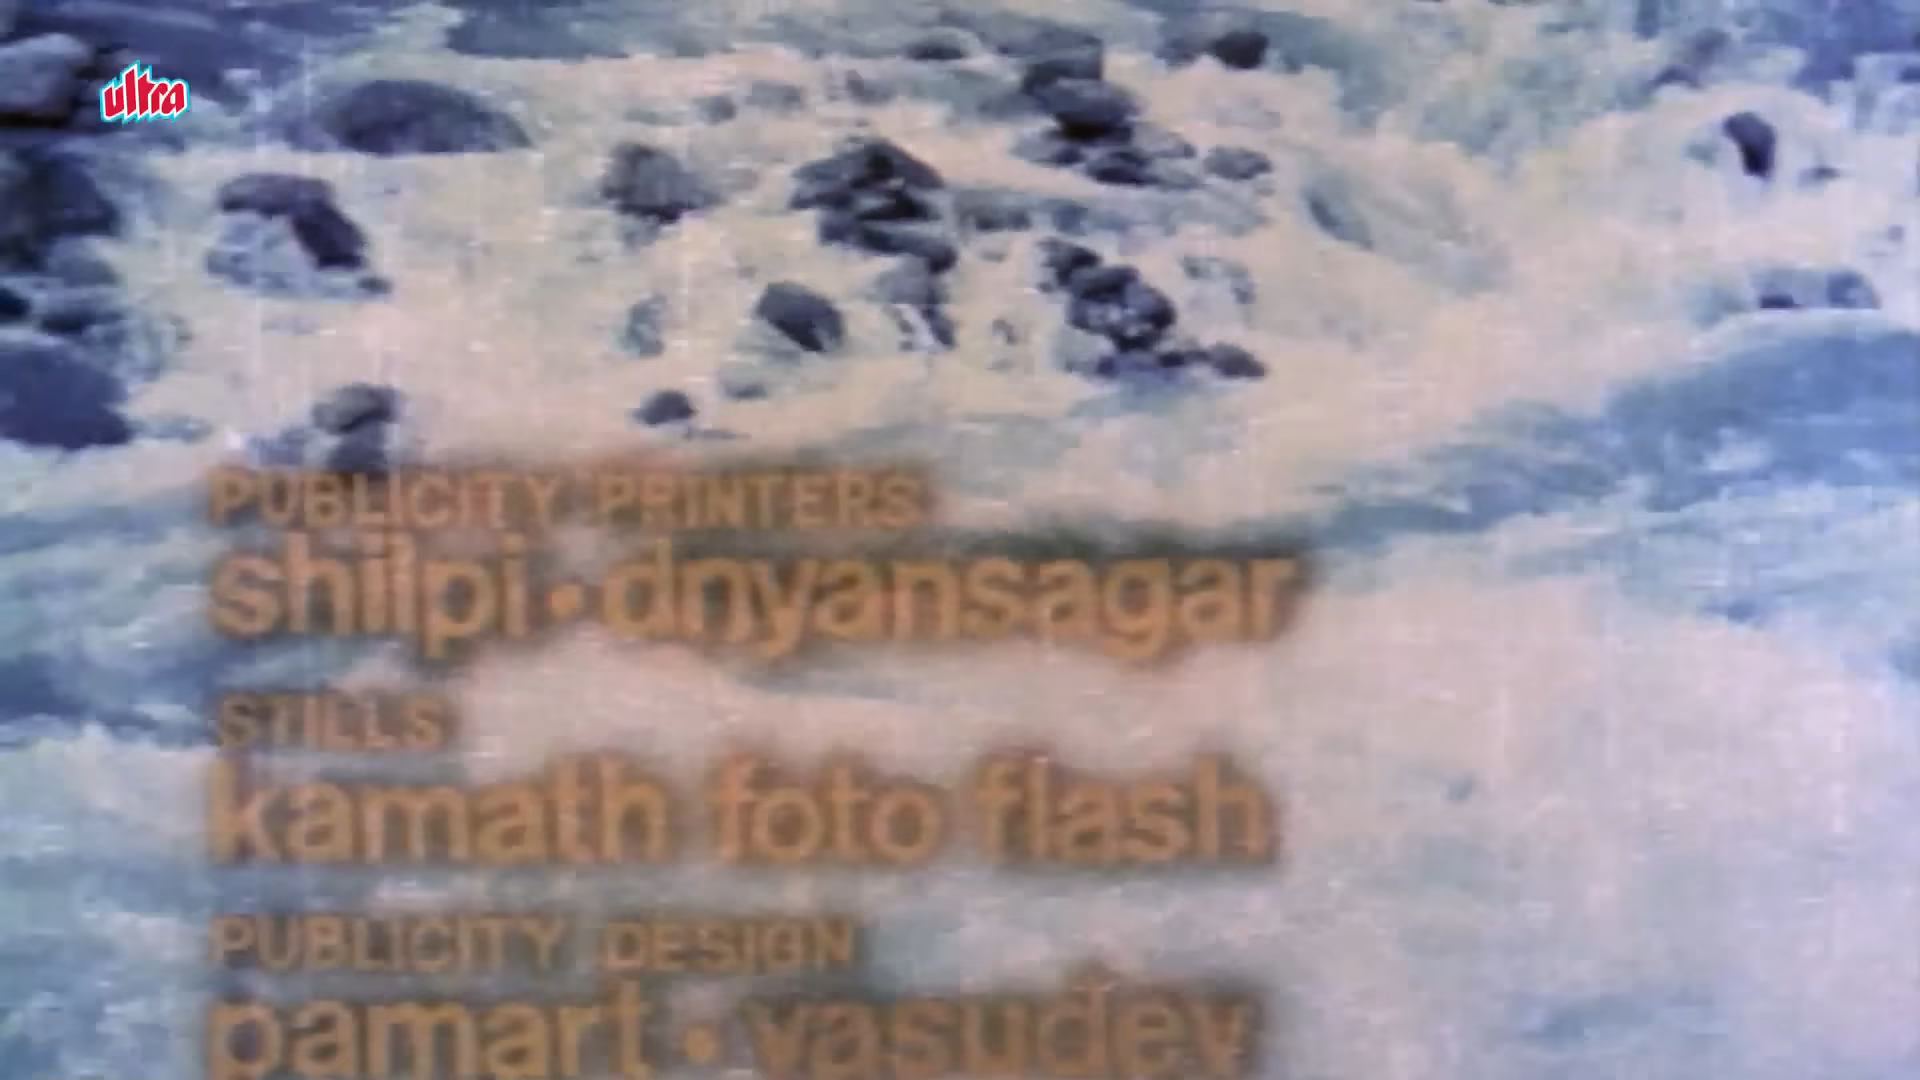 ultra
PUBLICITY PRINTERS
shilpi • dnyansagar
STILLS
kamath foto flash
PUBLICITY DESIGN
pamart • vasudev